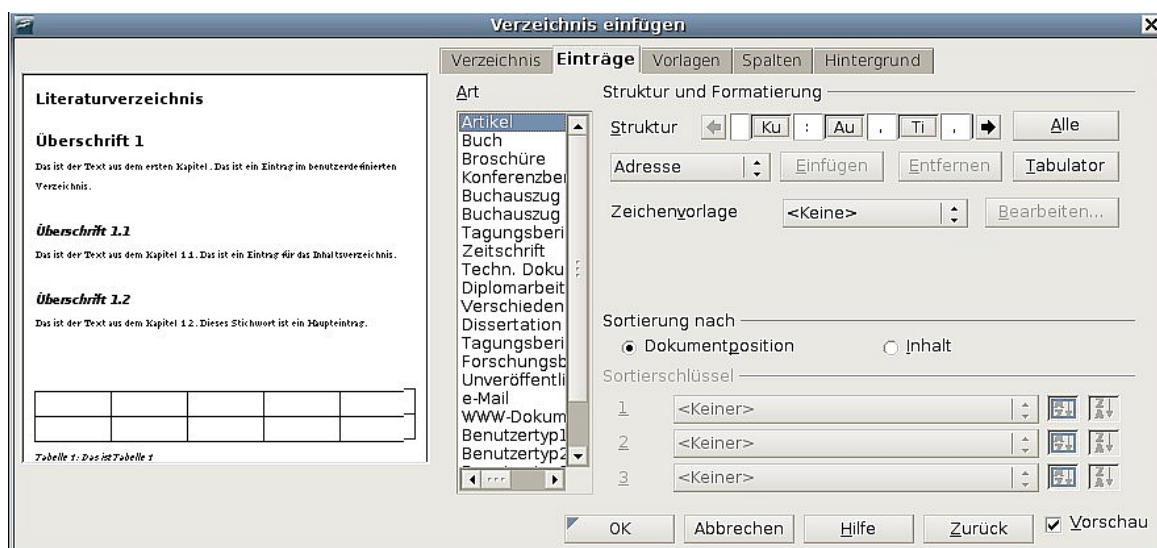 Verzeichnis einfügen
Verzeichnis Einträge Vorlagen Spalten Hintergrund
Literaturverzeichnis
Überschrift 1
Das ist der Text aus dem ersten Kapitel. Das ist ein Eintrag im benutzerdefinierten
Verzeichnis.
Überschrift 1.1
Das ist der Text aus dem Kapitel 1.1. Das ist ein Eintrag für das Inhaltsverzeichnis.
Überschrift 1.2
Das ist der Text aus dem Kapitel 1.2. Dieses Stichwort ist ein Haupteintrag.
Tabelle 1: Das ist Tabelle 1
Art
Artikel
Buch
Broschüre
Konferenzber
Buchauszug
Buchauszug
Tagungsberi
Zeitschrift
Techn. Doku
Diplomarbeit
Verschieden
Dissertation
Tagungsberi
Forschungsb
Unveröffentli
e-Mail
WWW-Dokum
Benutzertyp1
Benutzertyp2
Struktur und Formatierung
Struktur Ku : Au , Ti , Alle
Adresse Einfügen Entfernen Tabulator
Zeichenvorlage <Keine> Bearbeiten...
Sortierung nach
Dokumentposition Inhalt
Sortierschlüssel
1 <Keiner>
2 <Keiner>
3 <Keiner>
OK Abbrechen Hilfe Zurück Vorschau